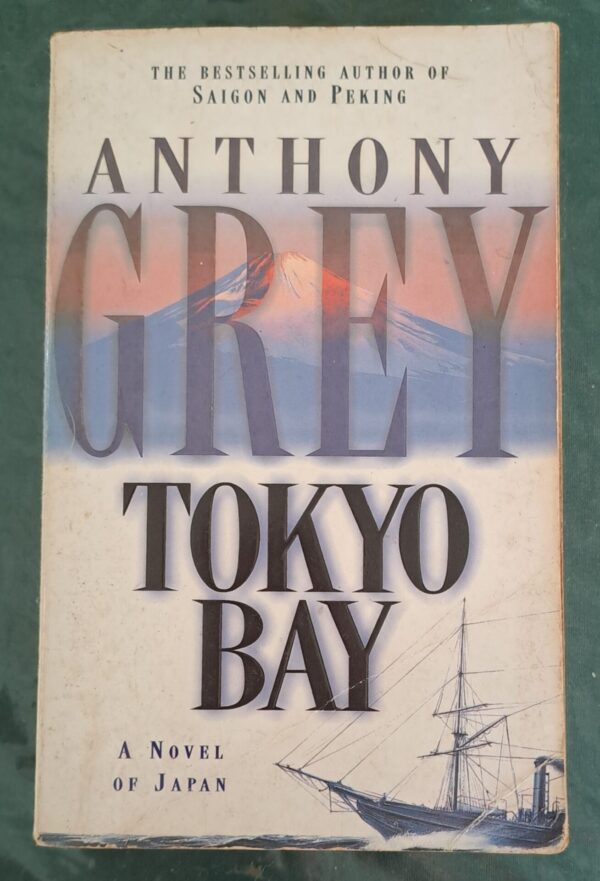 THE BESTSELLING AUTHOR OF
SAIGON AND PEKING
ANTHONY
GREY
TOKYO
BAY
A NOVEL
OF JAPAN